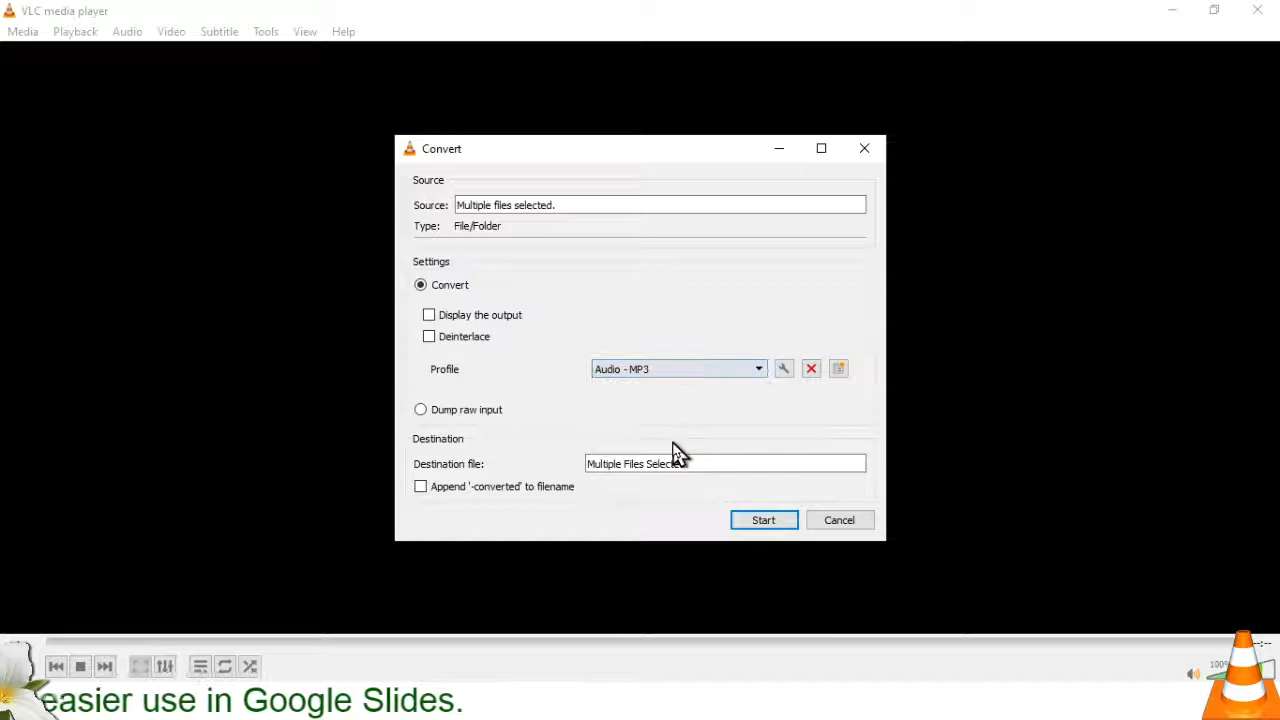 VLC media player
Media Playback Audio Video Subtitle Tools View Help
Convert
Source
Source: Multiple files selected.
Type: File/Folder
Settings
Convert
Display the output
Deinterlace
Profile Audio - MP3
Dump raw input
Destination
Destination file: Multiple Files Selected
Append '-converted' to filename
Start Cancel
100%
easier use in Google Slides.